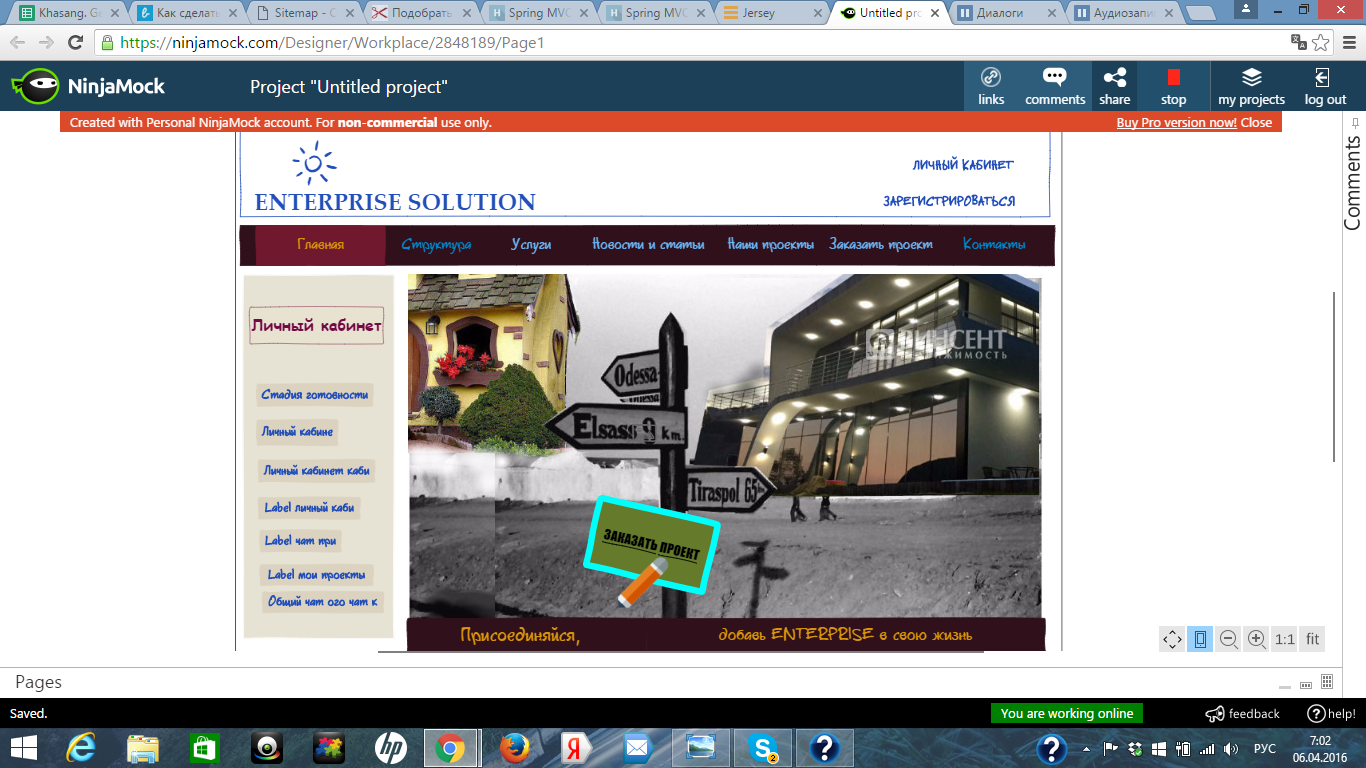 Khasang. Ge
Как сделать
Sitemap - C
Подобрать
Spring MVC
Spring MVC
Jersey
Untitled pro
Диалоги
Аудиозапи
https://ninjamock.com/Designer/Workplace/2848189/Page1
NinjaMock
Project "Untitled project"
links
comments
share
stop
my projects
log out
Created with Personal NinjaMock account. For non-commercial use only.
Buy Pro version now! Close
Comments
ENTERPRISE SOLUTION
ЛИЧНЫЙ КАБИНЕТ
ЗАРЕГИСТРИРОВАТЬСЯ
Главная
Структура
Услуги
Новости и статьи
Наши проекты
Заказать проект
Контакты
Личный кабинет
Стадия готовности
Личный кабине
Личный кабинет каби
Label личный каби
Label чат при
Label мои проекты
Общий чат ого чат к
Odessa
Elsass 9 km.
Tiraspol 65
ВИНСЕНТ
НЕДВИЖИМОСТЬ
ЗАКАЗАТЬ ПРОЕКТ
Присоединяйся,
добавь ENTERPRISE в свою жизнь
1:1
fit
Pages
Saved.
You are working online
feedback
help!
hp
Я
2
РУС
7:02
06.04.2016